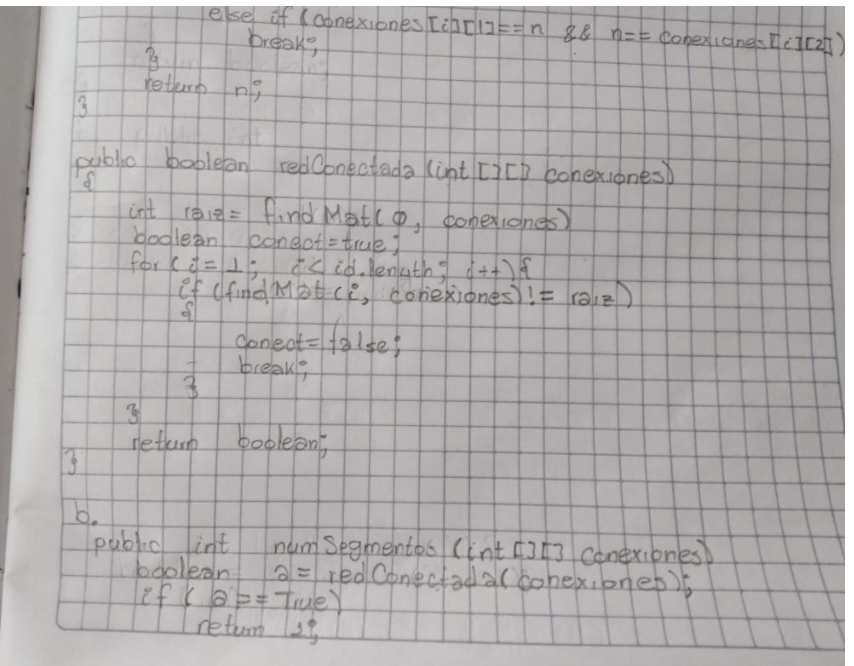 else if (conexiones[i][1]==n && n==conexiones[i][2])
break;
}
return n;
}
public boolean redConectada (int [][] conexiones)
{
int raiz= findMat(0, conexiones)
boolean conect=true;
for (i=1; i< id.length; i++){
if (findMat(i, conexiones)!= raiz)
{
conect= false;
break;
}
}
return boolean;
}
b.
public int numSegmentos (int [][] conexiones)
boolean a= redConectada(conexiones);
if (a == True)
return 1;